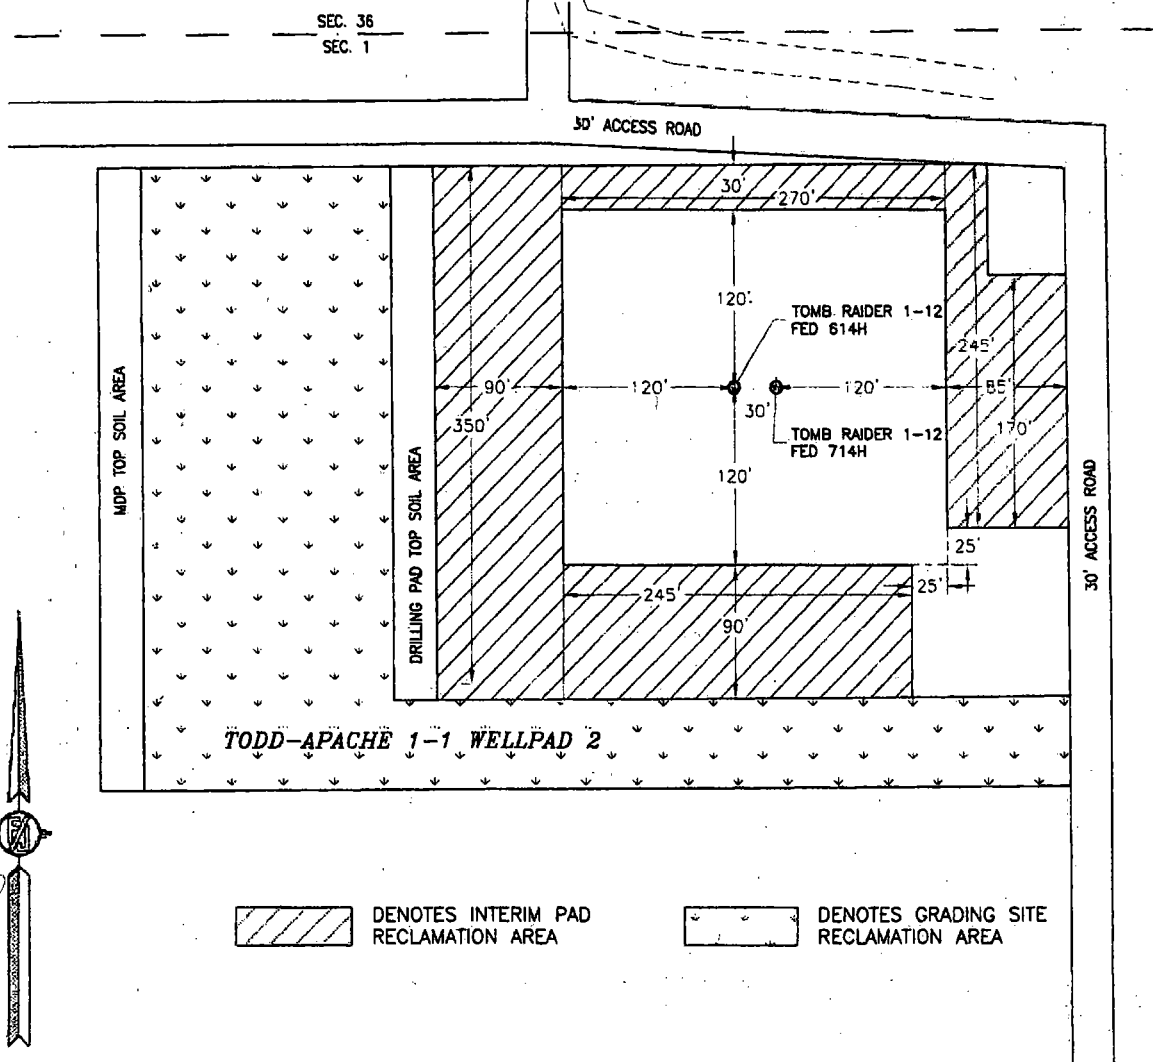 SEC. 36
SEC. 1
30' ACCESS ROAD
30'
270'
120'
TOMB RAIDER 1-12
FED 614H
245'
90'
120'
120'
85'
30'
350'
170'
TOMB RAIDER 1-12
FED 714H
120'
MDP TOP SOIL AREA
DRILLING PAD TOP SOIL AREA
30' ACCESS ROAD
25'
25'
245'
90'
TODD-APACHE 1-1 WELLPAD 2
DENOTES INTERIM PAD
RECLAMATION AREA
DENOTES GRADING SITE
RECLAMATION AREA